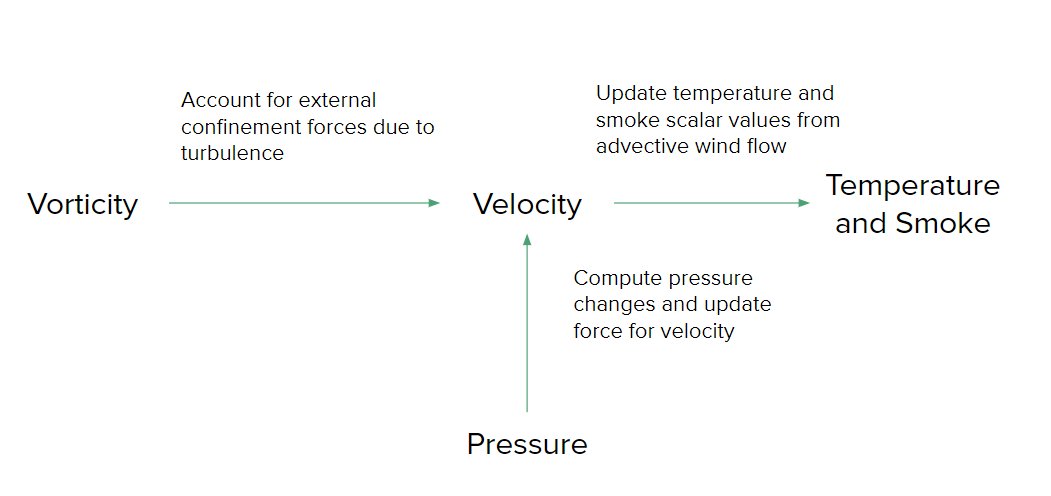 Account for external
confinement forces due to
turbulence
Update temperature and
smoke scalar values from
advective wind flow
Vorticity
Velocity
Temperature
and Smoke
Compute pressure
changes and update
force for velocity
Pressure